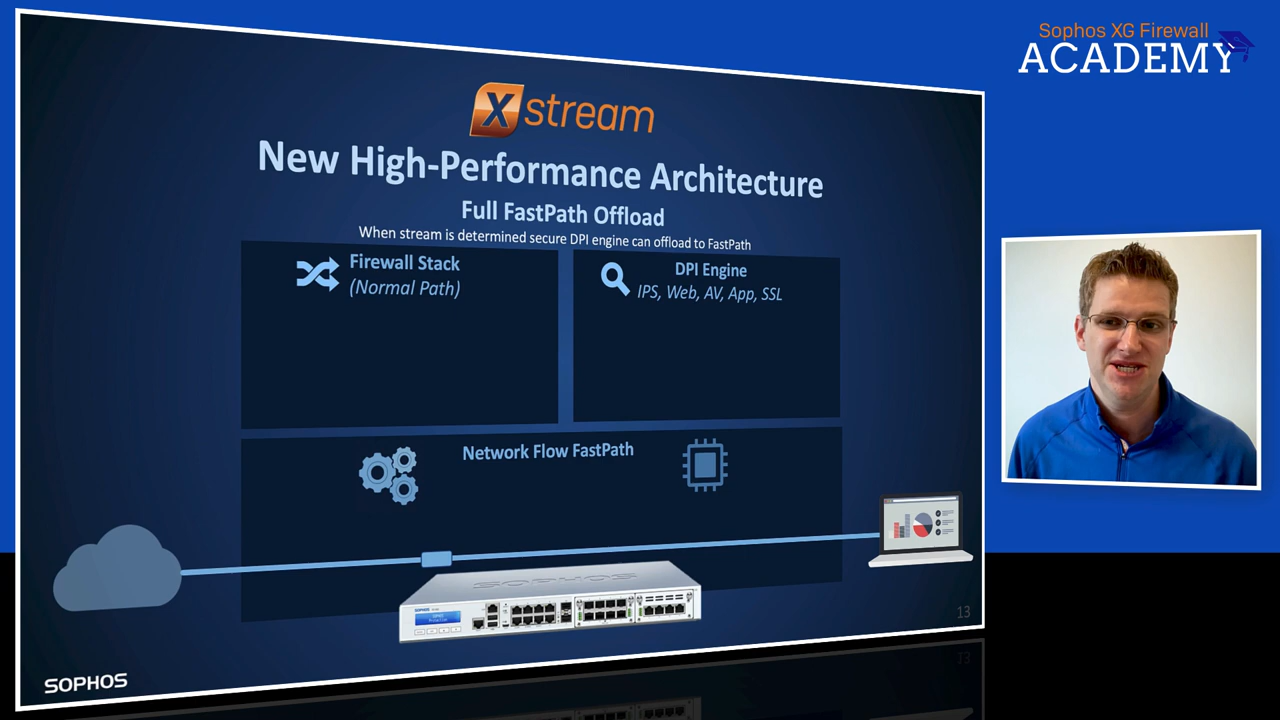 Sophos XG Firewall
ACADEMY
Xstream
New High-Performance Architecture
Full FastPath Offload
When stream is determined secure DPI engine can offload to FastPath
Firewall Stack
(Normal Path)
DPI Engine
IPS, Web, AV, App, SSL
Network Flow FastPath
SOPHOS
SOPHOS
13
SOPHOS